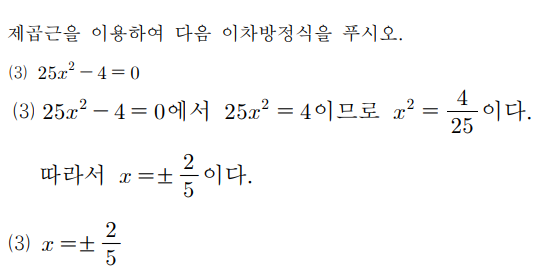 제곱근을 이용하여 다음 이차방정식을 푸시오.
(3) 25x² − 4 = 0
(3) 25x² − 4 = 0에서 25x² = 4이므로 x² = 4/25 이다.
따라서 x = ± 2/5 이다.
(3) x = ± 2/5